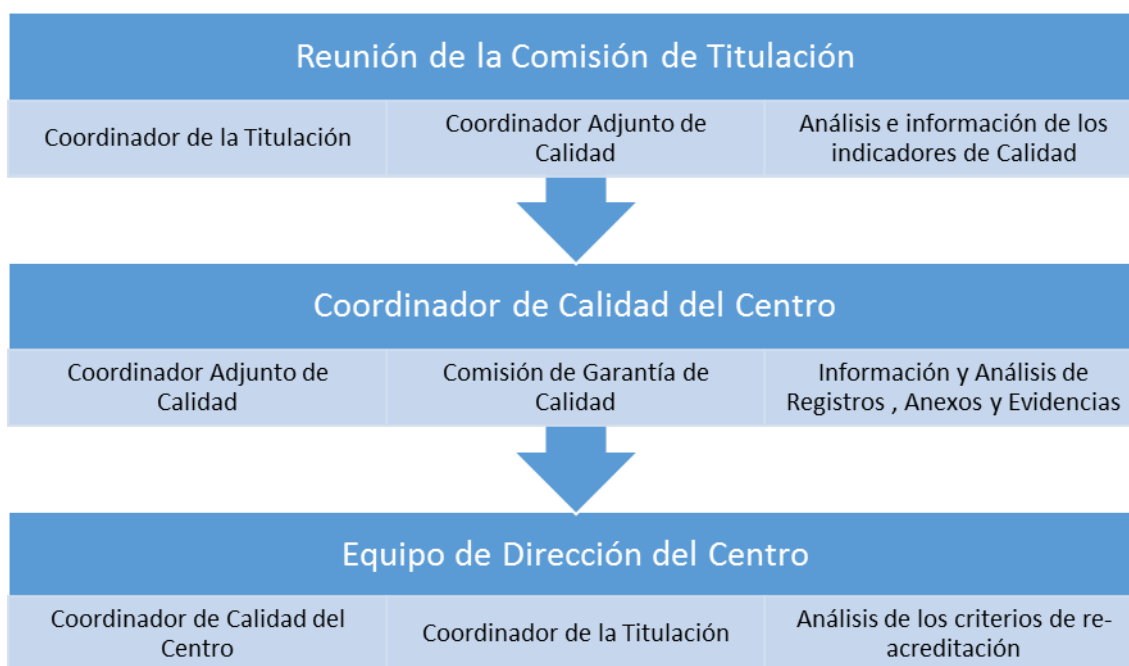 Reunión de la Comisión de Titulación
Coordinador de la Titulación
Coordinador Adjunto de
Calidad
Análisis e información de los
indicadores de Calidad
Coordinador de Calidad del Centro
Coordinador Adjunto de
Calidad
Comisión de Garantía de
Calidad
Información y Análisis de
Registros , Anexos y Evidencias
Equipo de Dirección del Centro
Coordinador de Calidad del
Centro
Coordinador de la Titulación
Análisis de los criterios de re-
acreditación